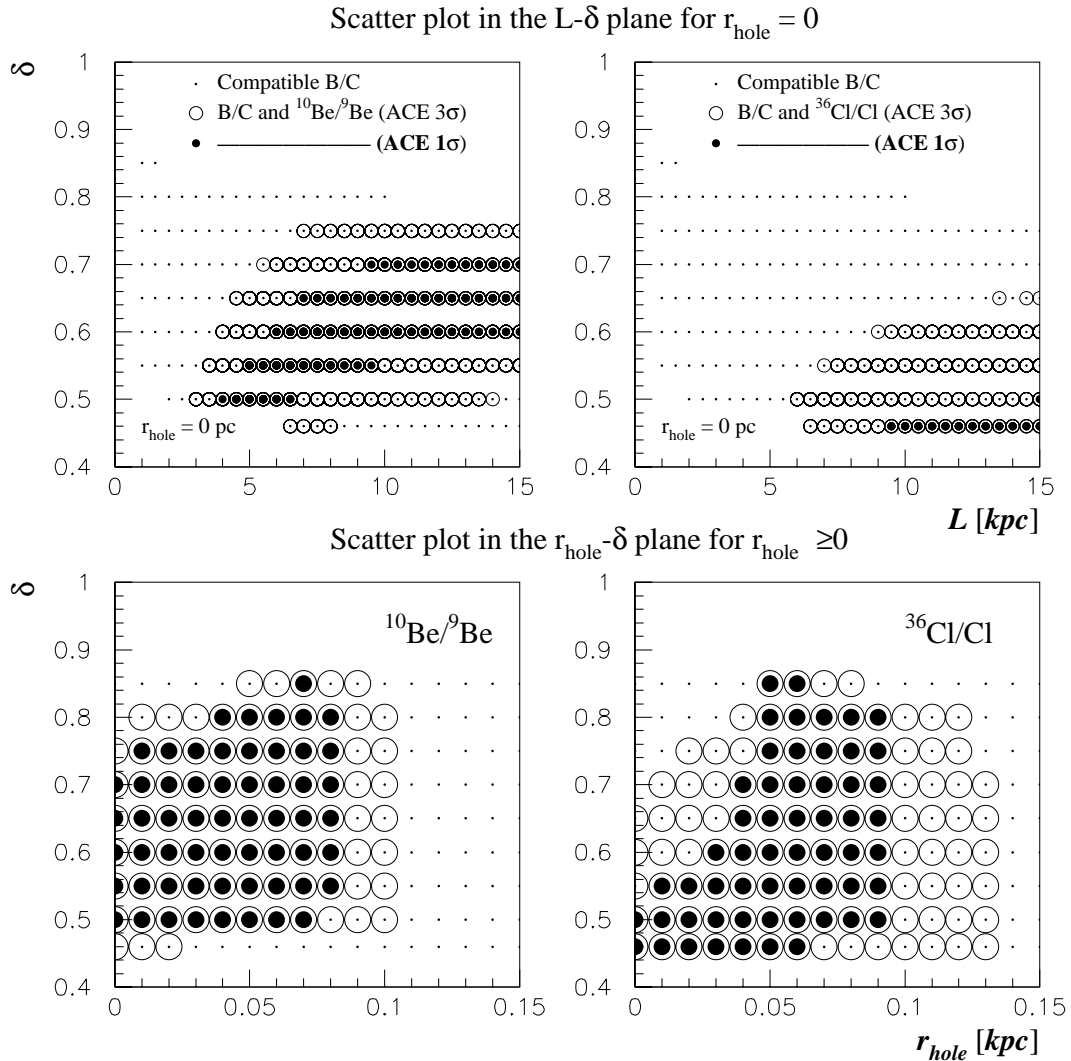 Scatter plot in the L-δ plane for r_hole = 0
δ
1
0.9
0.8
0.7
0.6
0.5
0.4
0
5
10
15
Compatible B/C
B/C and ¹⁰Be/⁹Be (ACE 3σ)
(ACE 1σ)
r_hole = 0 pc
Compatible B/C
B/C and ³⁶Cl/Cl (ACE 3σ)
(ACE 1σ)
r_hole = 0 pc
1
0.9
0.8
0.7
0.6
0.5
0.4
0
5
10
15
L [kpc]
Scatter plot in the r_hole-δ plane for r_hole ≥0
δ
1
0.9
0.8
0.7
0.6
0.5
0.4
0
0.05
0.1
0.15
¹⁰Be/⁹Be
³⁶Cl/Cl
1
0.9
0.8
0.7
0.6
0.5
0.4
0
0.05
0.1
0.15
r_hole [kpc]